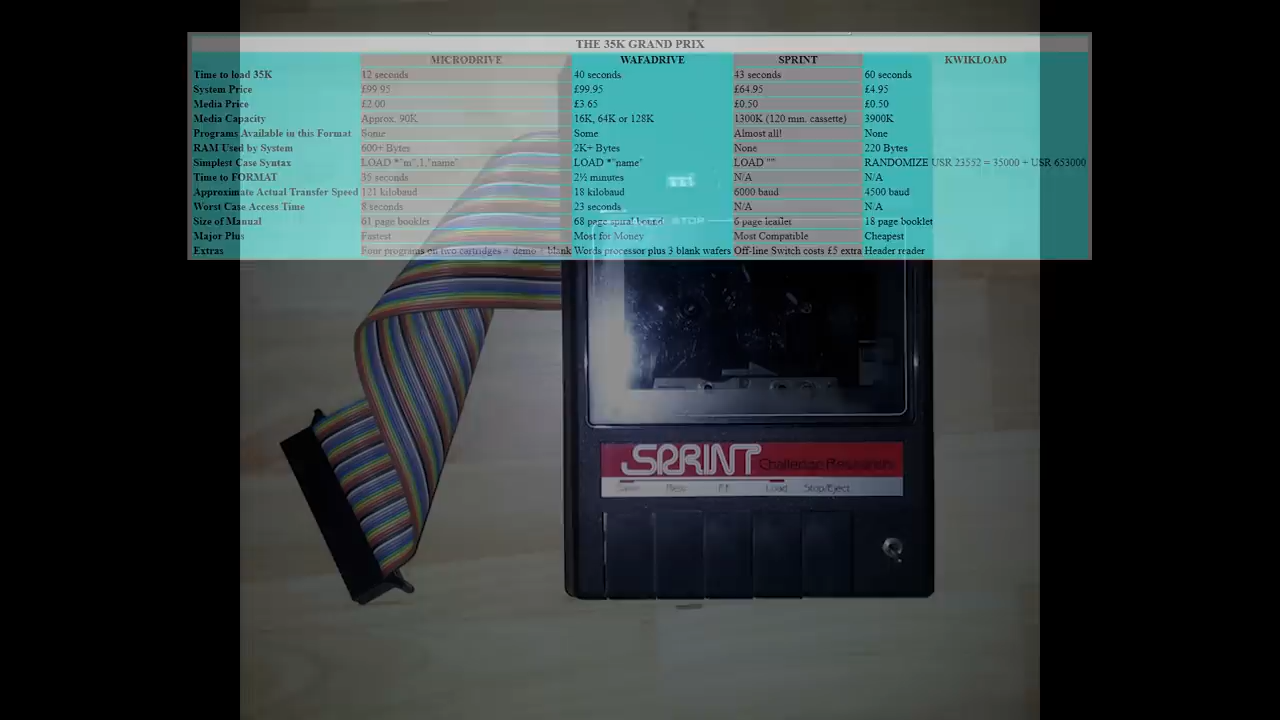 THE 35K GRAND PRIX
MICRODRIVE WAFADRIVE SPRINT KWIKLOAD
Time to load 35K 12 seconds 40 seconds 43 seconds 60 seconds
System Price £99.95 £99.95 £64.95 £4.95
Media Price £2.00 £3.65 £0.50 £0.50
Media Capacity Approx. 90K 16K, 64K or 128K 1300K (120 min. cassette) 3900K
Programs Available in this Format Some Some Almost all! None
RAM Used by System 600+ Bytes 2K+ Bytes None 220 Bytes
Simplest Case Syntax LOAD *"m",1,"name" LOAD *"name" LOAD "" RANDOMIZE USR 23552 = 35000 + USR 653000
Time to FORMAT 35 seconds 2½ minutes N/A N/A
Approximate Actual Transfer Speed 121 kilobaud 18 kilobaud 6000 baud 4500 baud
Worst Case Access Time 8 seconds 23 seconds N/A N/A
Size of Manual 61 page booklet 68 page spiral bound 6 page leaflet 18 page booklet
Major Plus Fastest Most for Money Most Compatible Cheapest
Extras Four programs on two cartridges + demo + blank Words processor plus 3 blank wafers Off-line Switch costs £5 extra Header reader
STOP
SPRINT Challenge Research
Save Rew F.F Load Stop/Eject